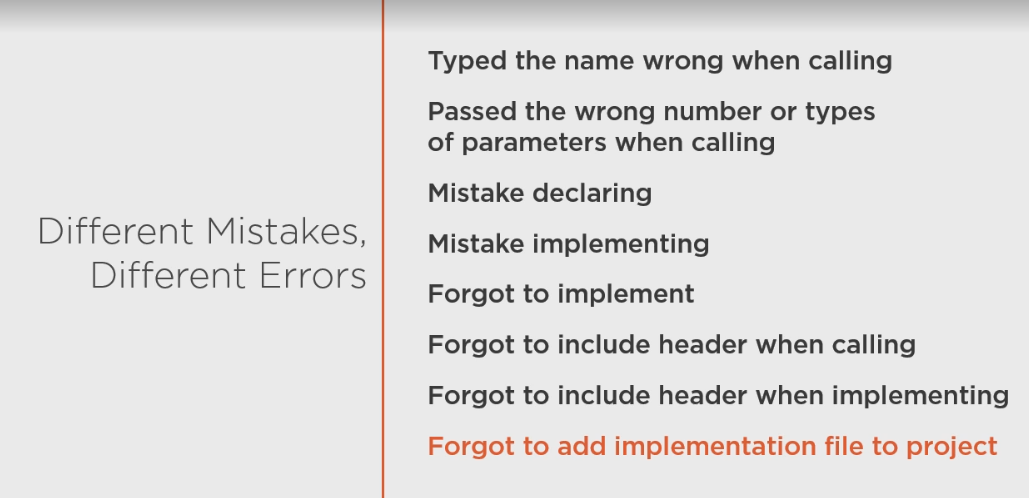 Different Mistakes,
Different Errors
Typed the name wrong when calling
Passed the wrong number or types
of parameters when calling
Mistake declaring
Mistake implementing
Forgot to implement
Forgot to include header when calling
Forgot to include header when implementing
Forgot to add implementation file to project